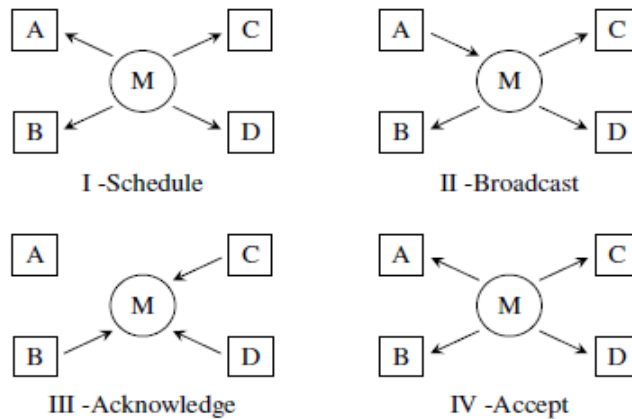 A C A C
M M
B D B D
I -Schedule II -Broadcast
A C A C
M M
B D B D
III -Acknowledge IV -Accept